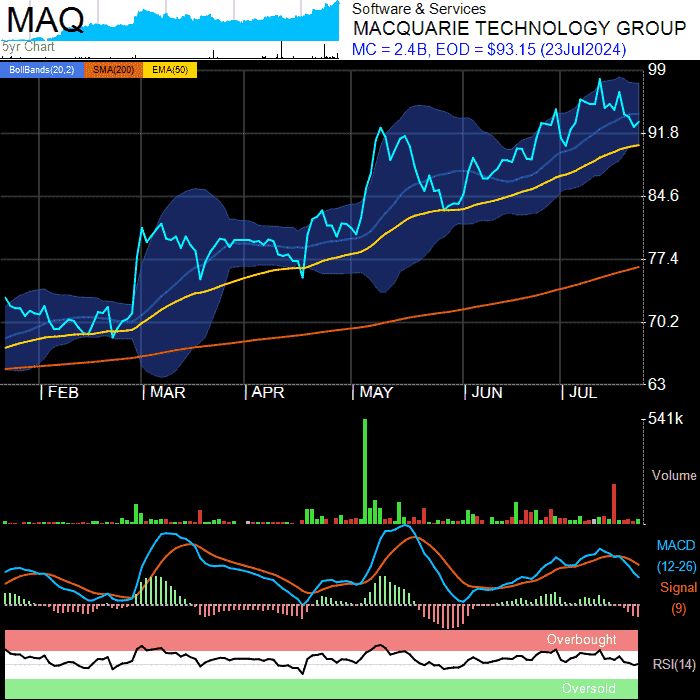 MAQ
5yr Chart
Software & Services
MACQUARIE TECHNOLOGY GROUP
MC = 2.4B, EOD = $93.15 (23Jul2024)
BollBands(20,2) SMA(200) EMA(50)
99
91.8
84.6
77.4
70.2
63
| FEB | MAR | APR | MAY | JUN | JUL
541k
Volume
MACD
(12-26)
Signal
(9)
Overbought
RSI(14)
Oversold